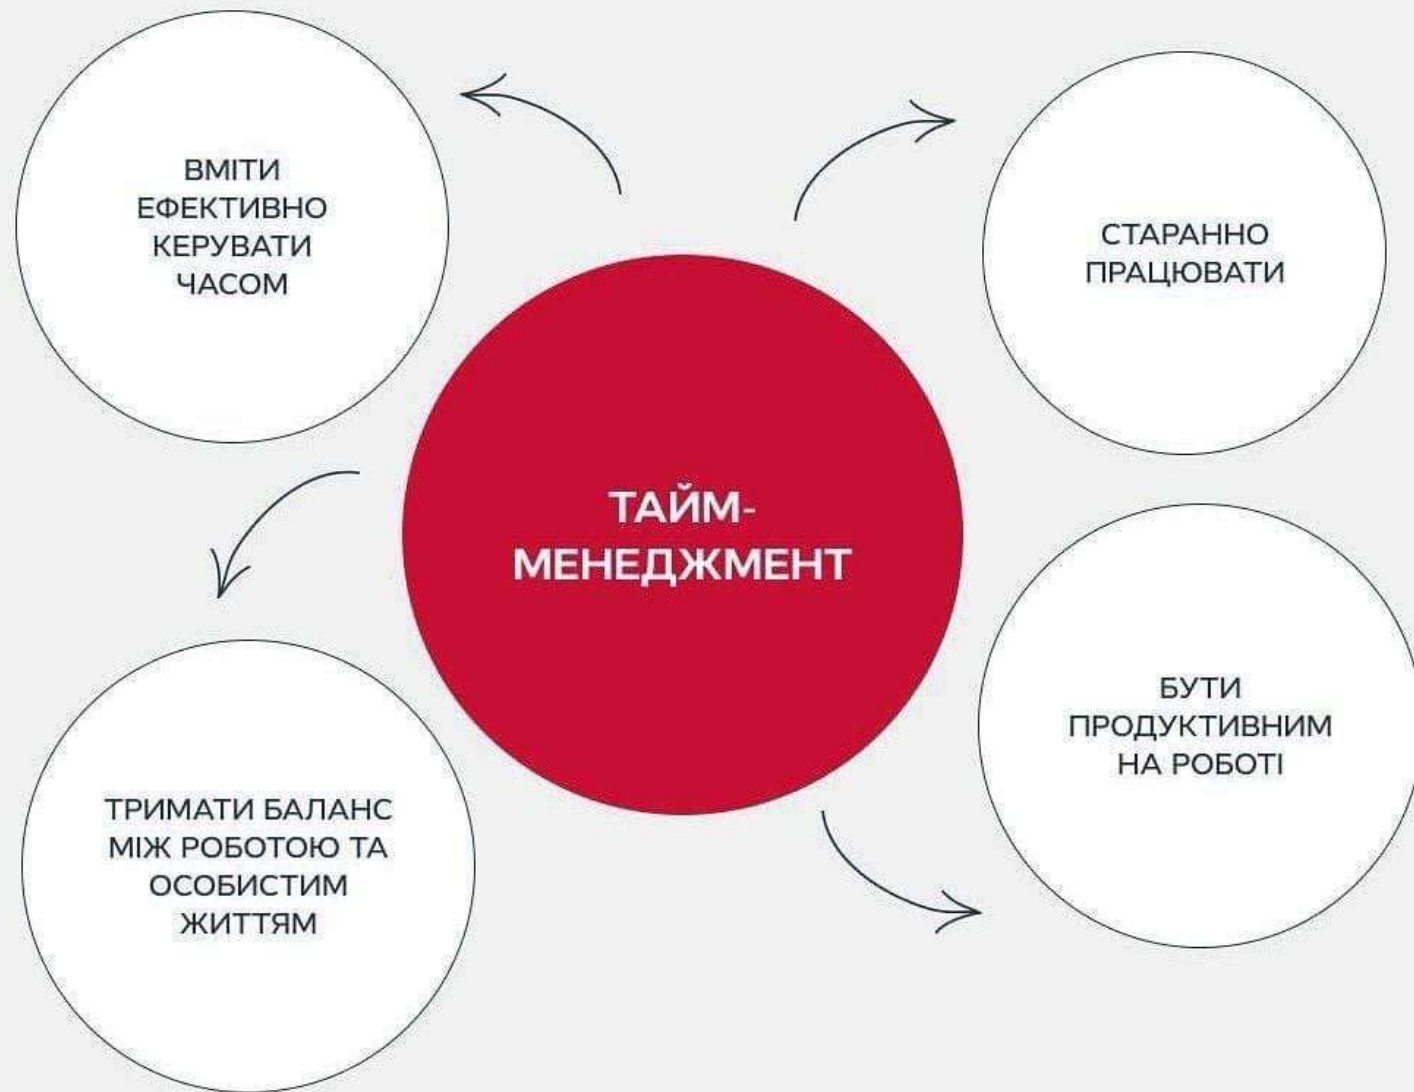 ВМІТИ
ЕФЕКТИВНО
КЕРУВАТИ
ЧАСОМ
СТАРАННО
ПРАЦЮВАТИ
ТАЙМ-
МЕНЕДЖМЕНТ
БУТИ
ПРОДУКТИВНИМ
НА РОБОТІ
ТРИМАТИ БАЛАНС
МІЖ РОБОТОЮ ТА
ОСОБИСТИМ
ЖИТТЯМ